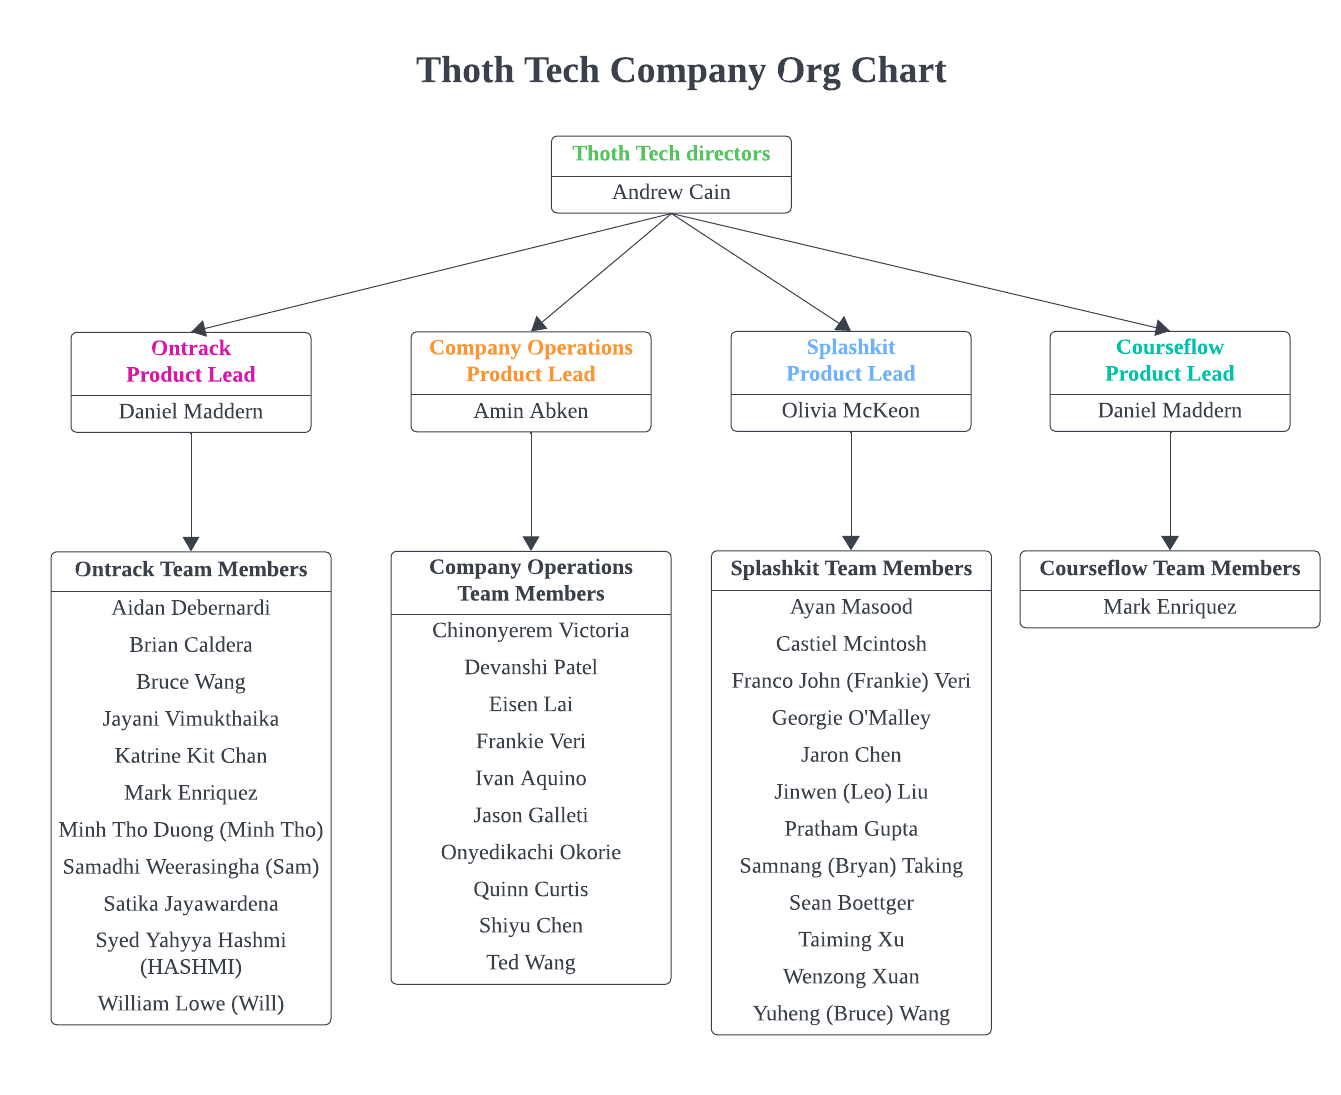 Thoth Tech Company Org Chart
Thoth Tech directors
Andrew Cain
Ontrack
Product Lead
Daniel Maddern
Company Operations
Product Lead
Amin Abken
Splashkit
Product Lead
Olivia McKeon
Courseflow
Product Lead
Daniel Maddern
Ontrack Team Members
Aidan Debernardi
Brian Caldera
Bruce Wang
Jayani Vimukthaika
Katrine Kit Chan
Mark Enriquez
Minh Tho Duong (Minh Tho)
Samadhi Weerasingha (Sam)
Satika Jayawardena
Syed Yahyya Hashmi
(HASHMI)
William Lowe (Will)
Company Operations
Team Members
Chinonyerem Victoria
Devanshi Patel
Eisen Lai
Frankie Veri
Ivan Aquino
Jason Galleti
Onyedikachi Okorie
Quinn Curtis
Shiyu Chen
Ted Wang
Splashkit Team Members
Ayan Masood
Castiel Mcintosh
Franco John (Frankie) Veri
Georgie O'Malley
Jaron Chen
Jinwen (Leo) Liu
Pratham Gupta
Samnang (Bryan) Taking
Sean Boettger
Taiming Xu
Wenzong Xuan
Yuheng (Bruce) Wang
Courseflow Team Members
Mark Enriquez